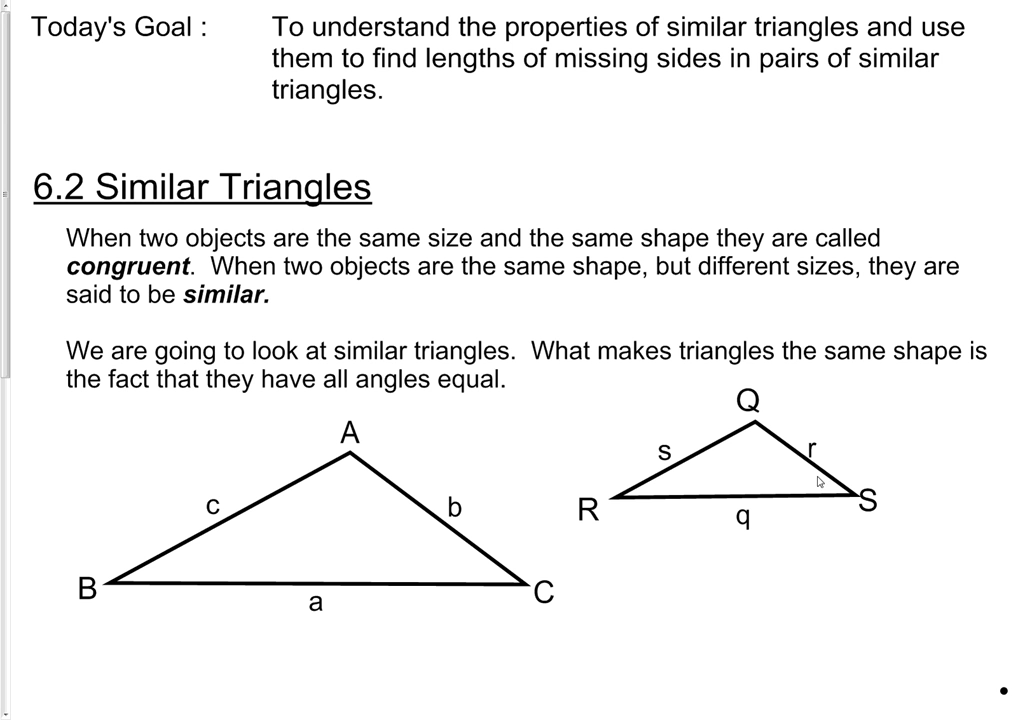 Today's Goal : To understand the properties of similar triangles and use
them to find lengths of missing sides in pairs of similar
triangles.
6.2 Similar Triangles
When two objects are the same size and the same shape they are called
congruent. When two objects are the same shape, but different sizes, they are
said to be similar.
We are going to look at similar triangles. What makes triangles the same shape is
the fact that they have all angles equal.
A
c
b
B
a
C
Q
s
r
R
q
S